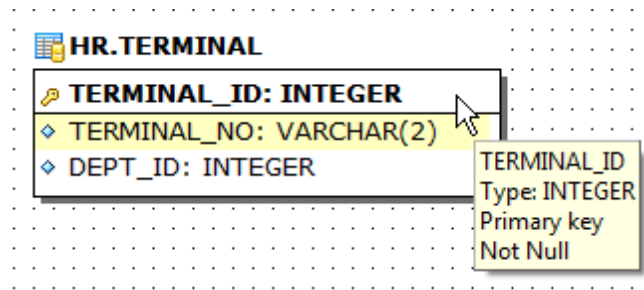 HR.TERMINAL
TERMINAL_ID: INTEGER
TERMINAL_NO: VARCHAR(2)
DEPT_ID: INTEGER
TERMINAL_ID
Type: INTEGER
Primary key
Not Null